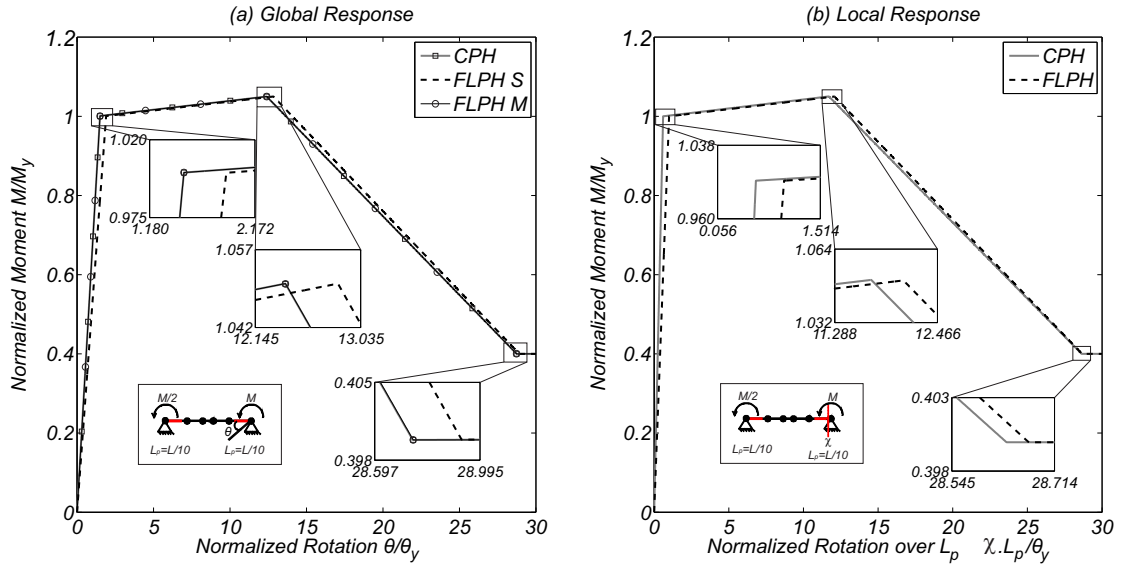 (a) Global Response
Normalized Moment M/My
1.2
1
0.8
0.6
0.4
0.2
0
0
5
10
15
20
25
30
Normalized Rotation θ/θy
CPH
FLPH S
FLPH M
1.020
0.975
1.180
2.172
1.057
1.042
12.145
13.035
0.405
0.398
28.597
28.995
M/2
M
θ
Lp=L/10
Lp=L/10
(b) Local Response
Normalized Moment M/My
1.2
1
0.8
0.6
0.4
0.2
0
0
5
10
15
20
25
30
Normalized Rotation over Lp χ.Lp/θy
CPH
FLPH
1.038
0.960
0.056
1.514
1.064
1.032
11.288
12.466
0.403
0.398
28.545
28.714
M/2
M
χ
Lp=L/10
Lp=L/10